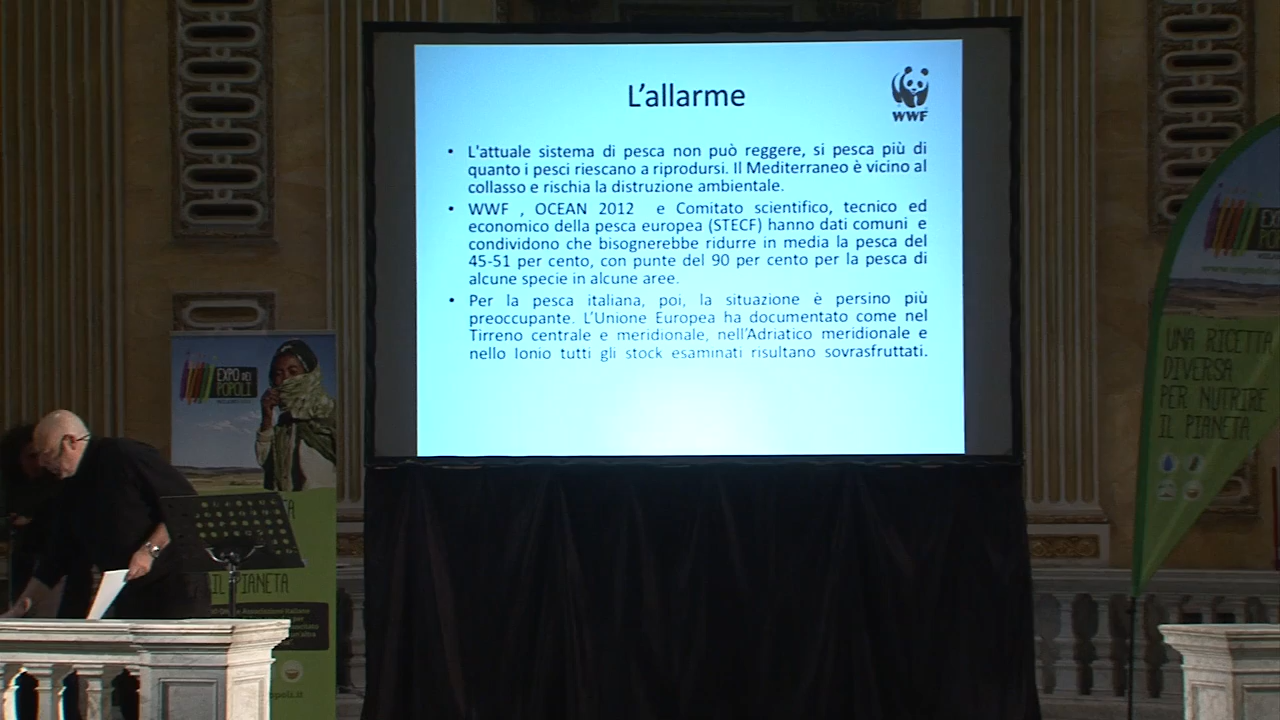 L'allarme
WWF
• L'attuale sistema di pesca non può reggere, si pesca più di
quanto i pesci riescano a riprodursi. Il Mediterraneo è vicino al
collasso e rischia la distruzione ambientale.
• WWF , OCEAN 2012 e Comitato scientifico, tecnico ed
economico della pesca europea (STECF) hanno dati comuni e
condividono che bisognerebbe ridurre in media la pesca del
45-51 per cento, con punte del 90 per cento per la pesca di
alcune specie in alcune aree.
• Per la pesca italiana, poi, la situazione è persino più
preoccupante. L'Unione Europea ha documentato come nel
Tirreno centrale e meridionale, nell'Adriatico meridionale e
nello Ionio tutti gli stock esaminati risultano sovrasfruttati.
EXPO DEI
POPOLI
IL PIANETA
UNA RICETTA
DIVERSA
PER NUTRIRE
IL PIANETA